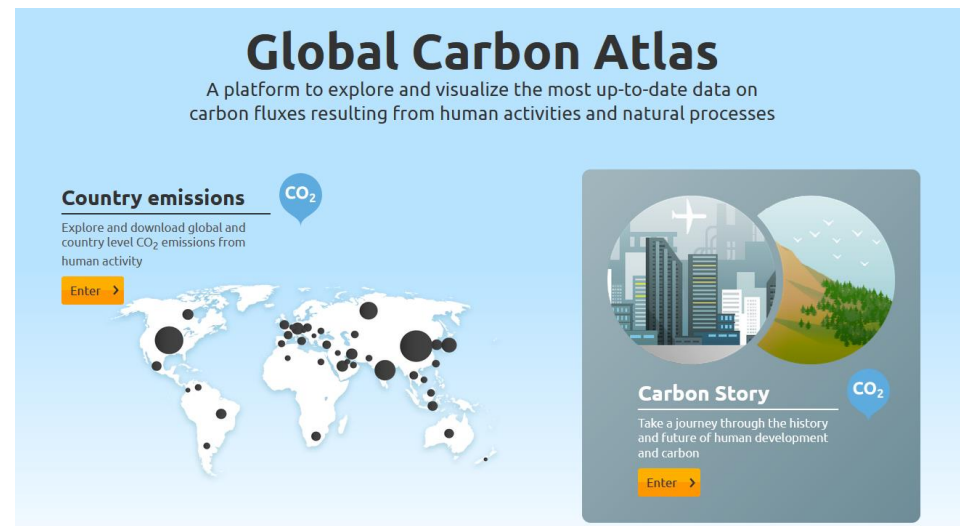 Global Carbon Atlas
A platform to explore and visualize the most up-to-date data on
carbon fluxes resulting from human activities and natural processes
Country emissions
CO₂
Explore and download global and
country level CO₂ emissions from
human activity
Enter
Carbon Story
CO₂
Take a journey through the history
and future of human development
and carbon
Enter